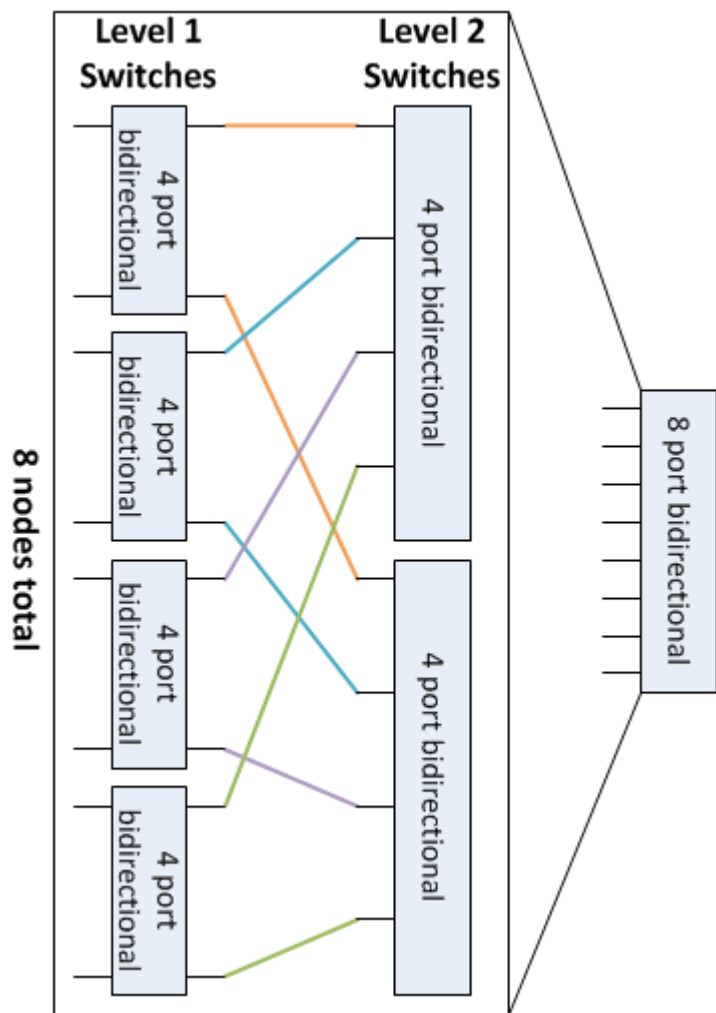 Level 1
Switches
Level 2
Switches
4 port
bidirectional
4 port
bidirectional
4 port
bidirectional
4 port
bidirectional
4 port bidirectional
4 port bidirectional
8 port bidirectional
8 nodes total